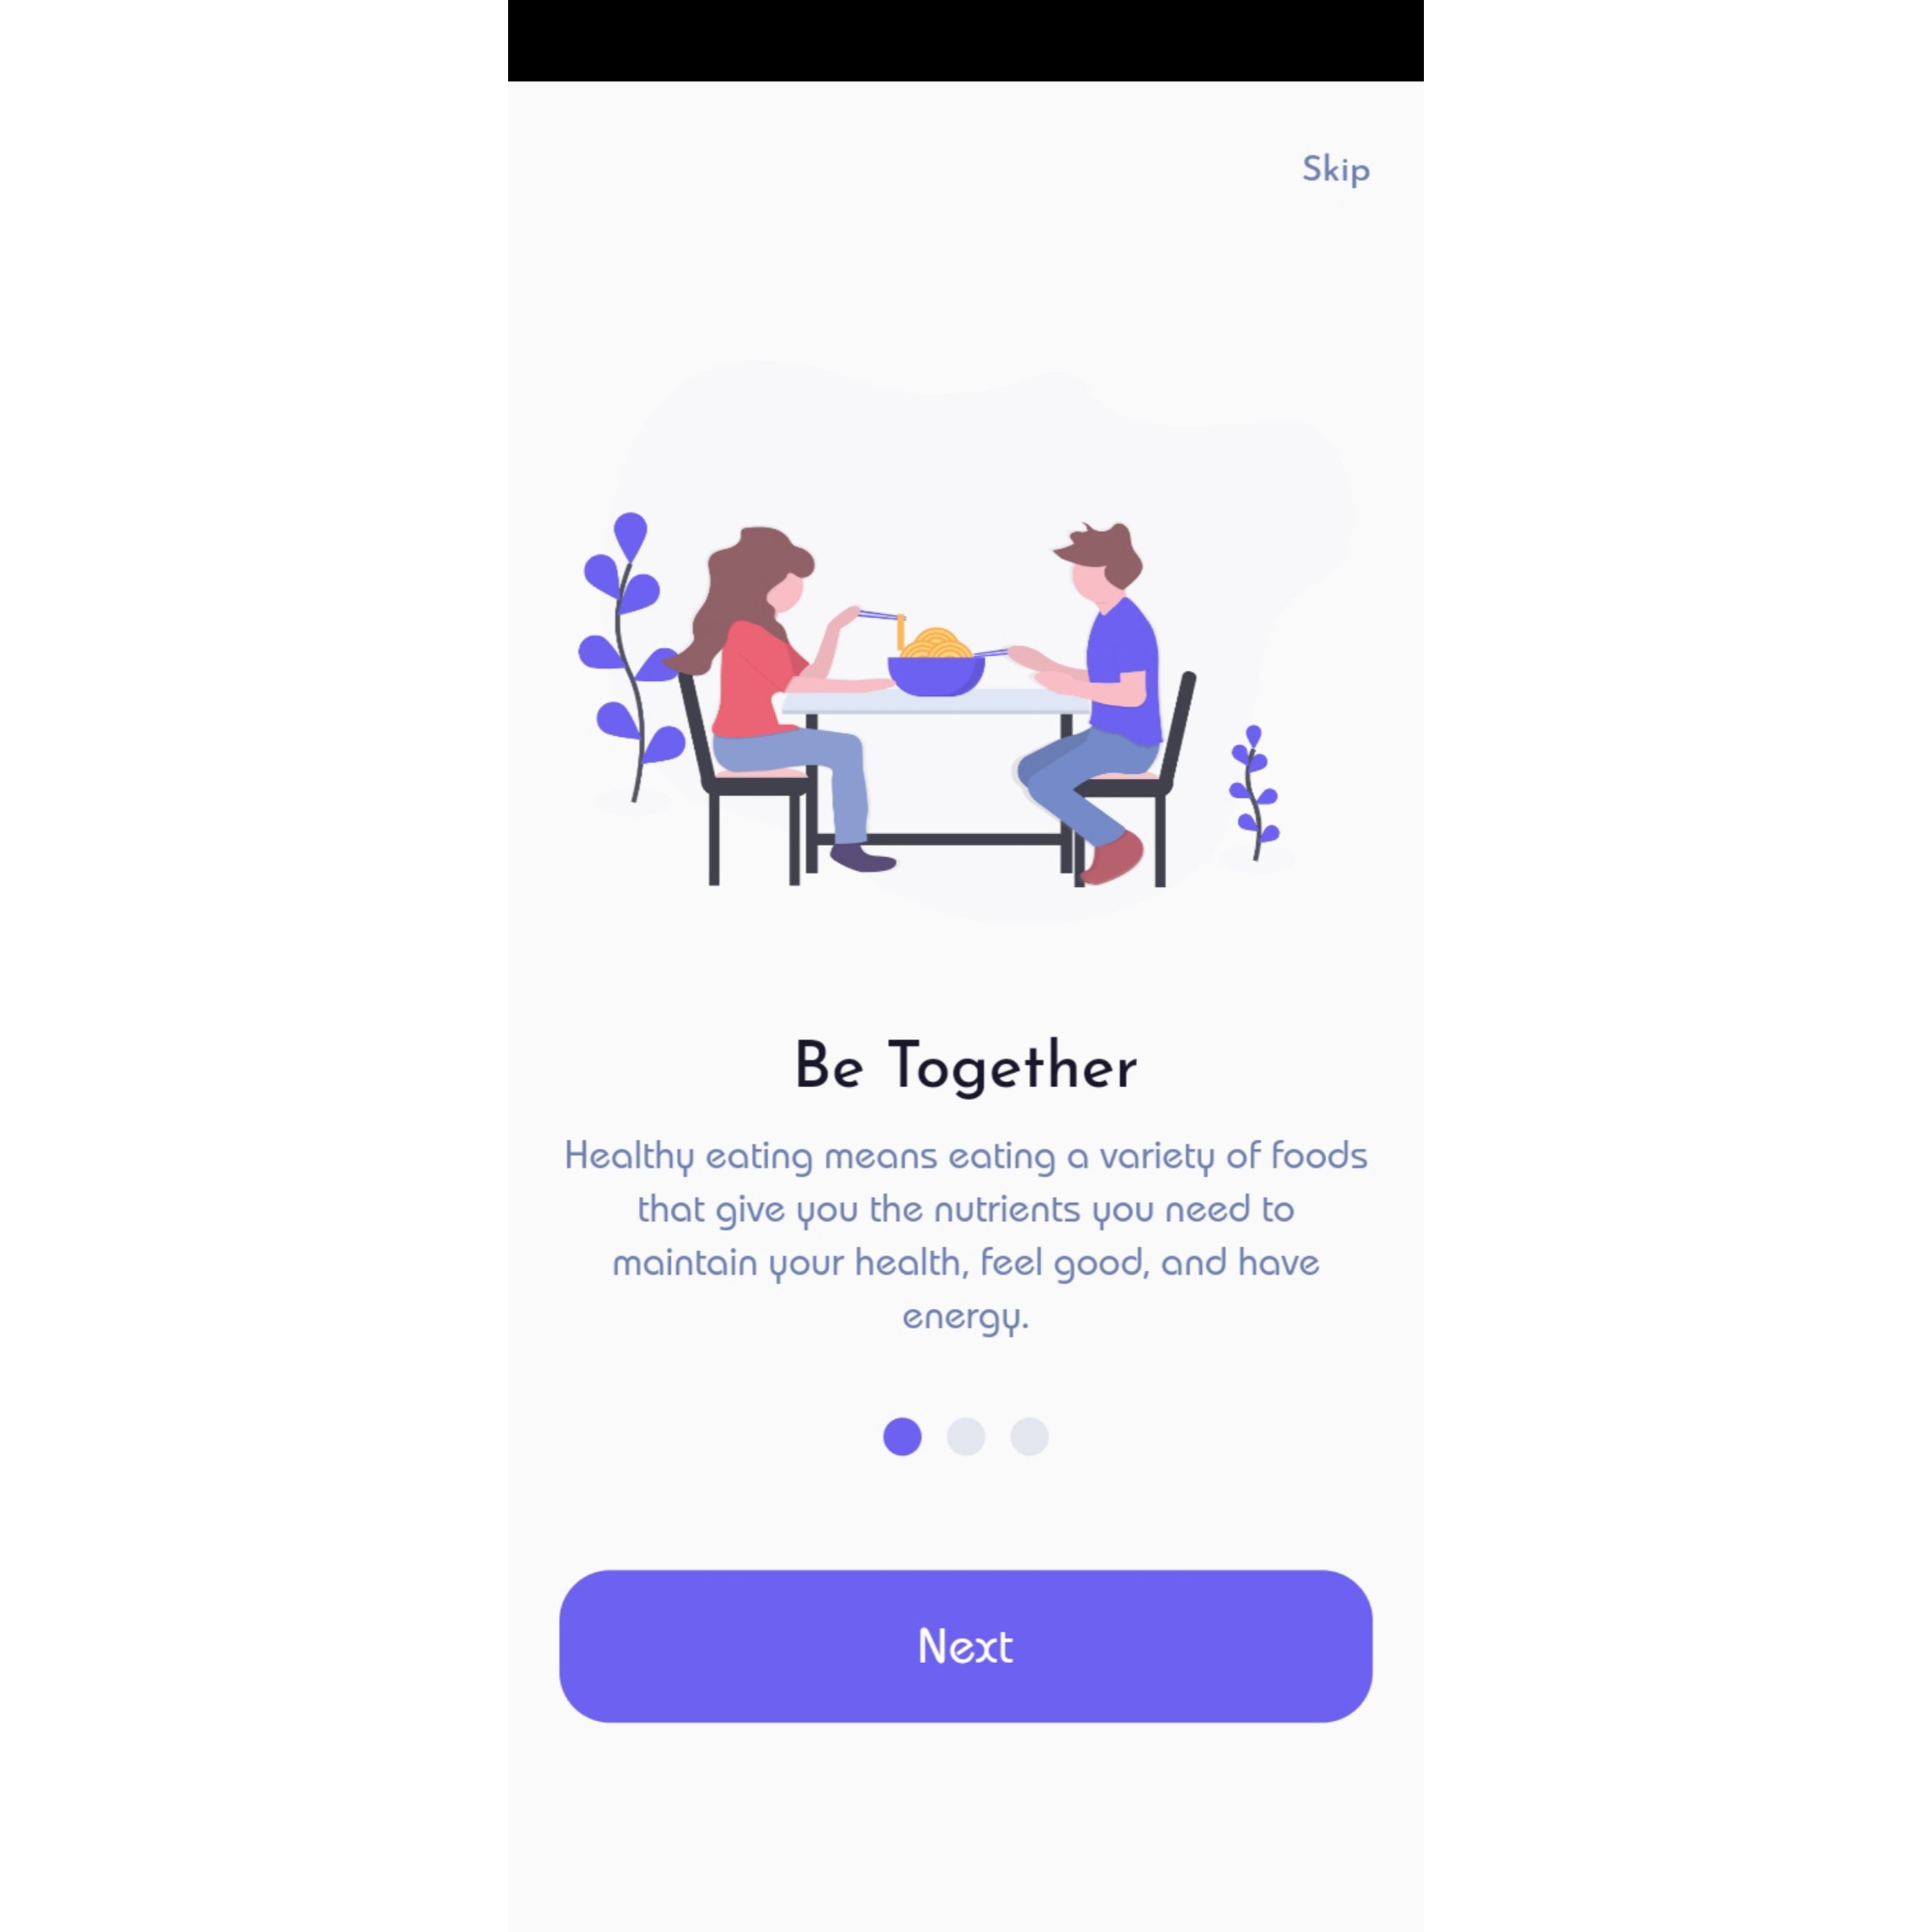 Skip
Be Together
Healthy eating means eating a variety of foods
that give you the nutrients you need to
maintain your health, feel good, and have
energy.
Next